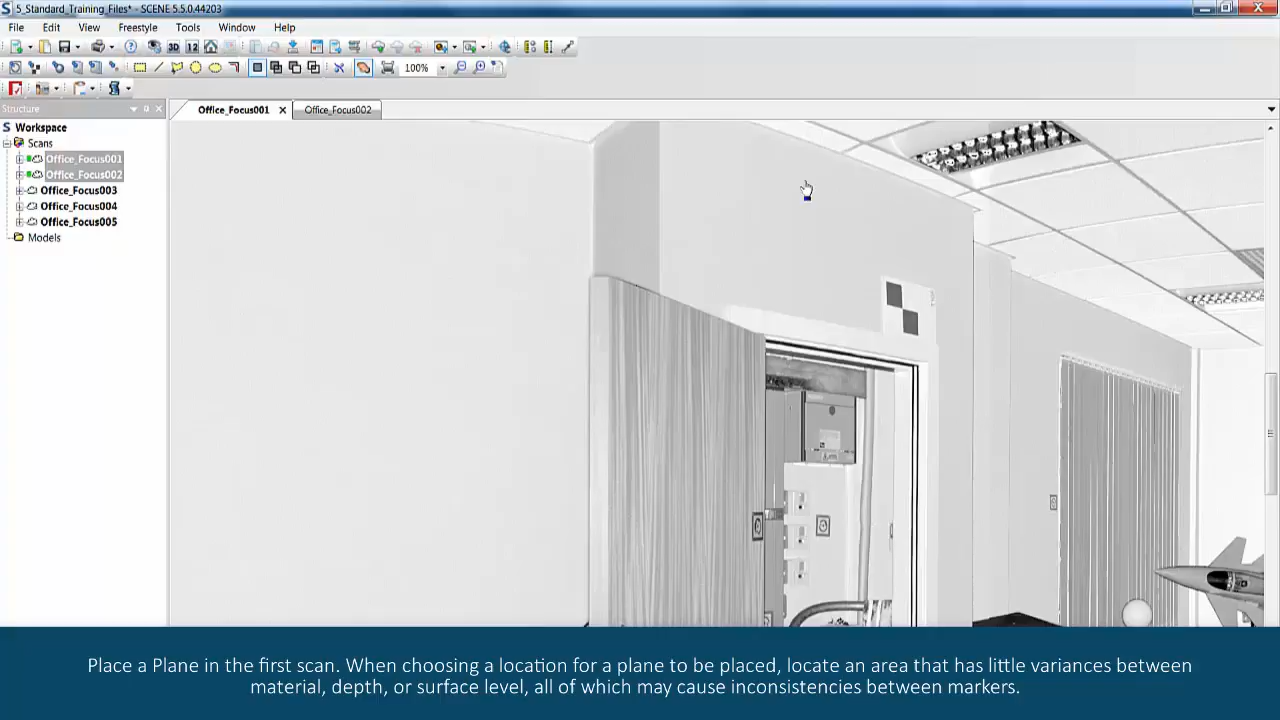 5_Standard_Training_Files* - SCENE 5.5.0.44203
File Edit View Freestyle Tools Window Help
3D 12
100%
Structure
Office_Focus001 Office_Focus002
Workspace
Scans
Office_Focus001
Office_Focus002
Office_Focus003
Office_Focus004
Office_Focus005
Models
Place a Plane in the first scan. When choosing a location for a plane to be placed, locate an area that has little variances between
material, depth, or surface level, all of which may cause inconsistencies between markers.